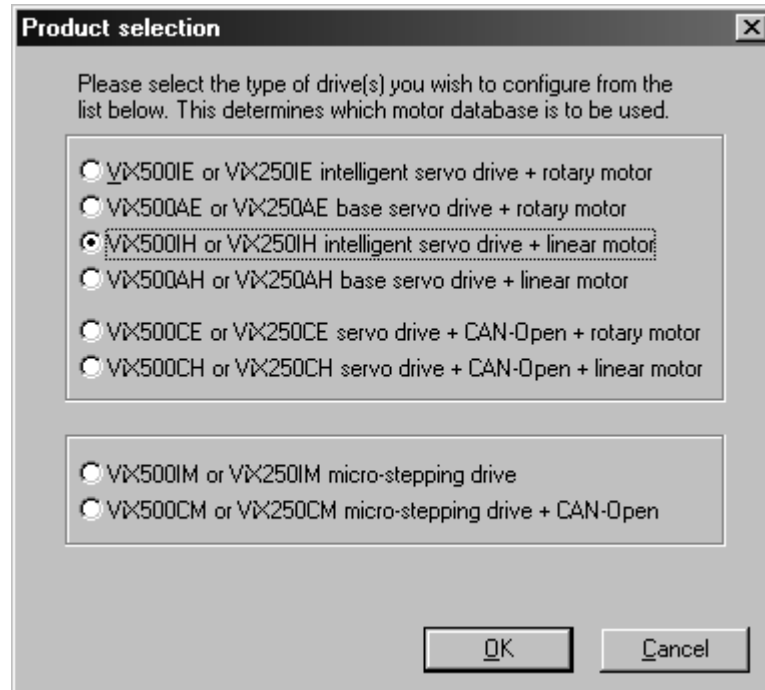 Product selection
Please select the type of drive(s) you wish to configure from the
list below. This determines which motor database is to be used.
ViX500IE or ViX250IE intelligent servo drive + rotary motor
ViX500AE or ViX250AE base servo drive + rotary motor
ViX500IH or ViX250IH intelligent servo drive + linear motor
ViX500AH or ViX250AH base servo drive + linear motor
ViX500CE or ViX250CE servo drive + CAN-Open + rotary motor
ViX500CH or ViX250CH servo drive + CAN-Open + linear motor
ViX500IM or ViX250IM micro-stepping drive
ViX500CM or ViX250CM micro-stepping drive + CAN-Open
OK Cancel